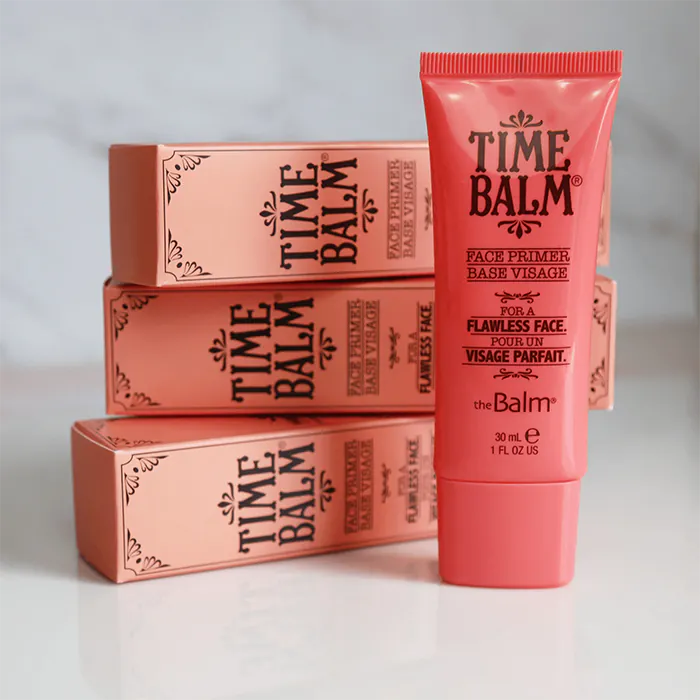 TIME
BALM®
FACE PRIMER
BASE VISAGE
FOR A
FLAWLESS FACE.
POUR UN
VISAGE PARFAIT.
theBalm®
30 mL ℮
1 FL OZ US
TIME
BALM®
FACE PRIMER
BASE VISAGE
TIME
BALM®
FACE PRIMER
BASE VISAGE
FOR A
FLAWLESS FACE.
TIME
BALM®
FACE PRIMER
BASE VISAGE
FOR A
FLAWLESS FACE.